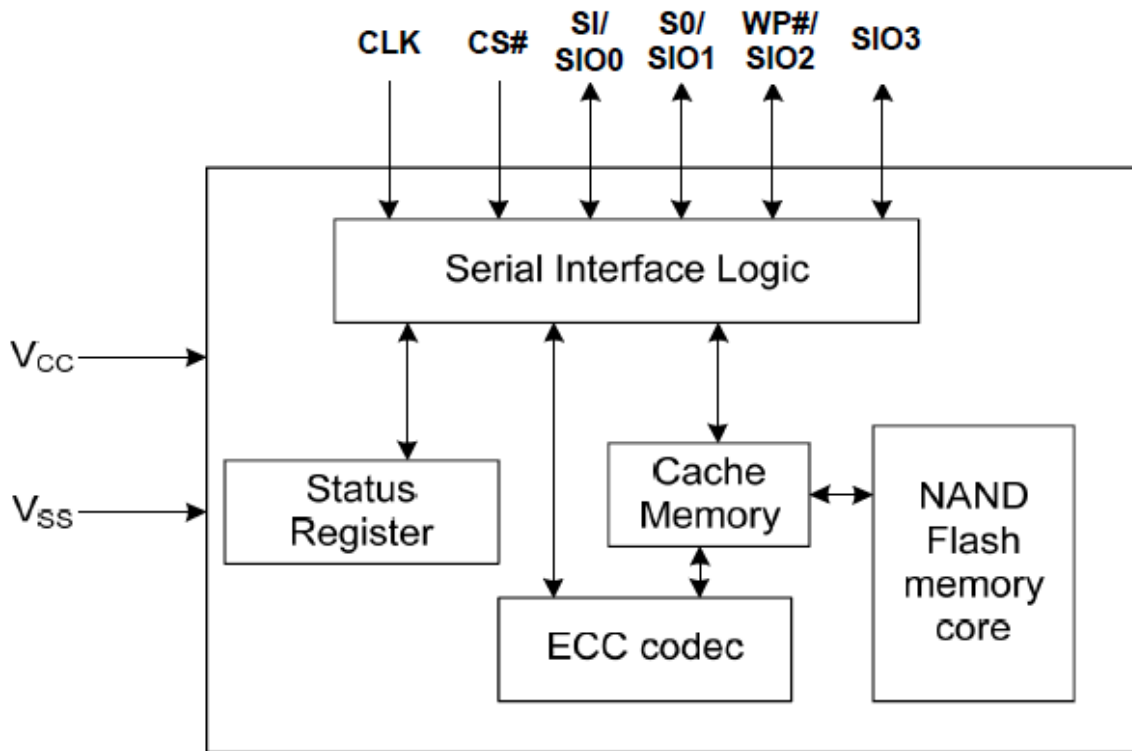 CLK
CS#
SI/
SIO0
S0/
SIO1
WP#/
SIO2
SIO3
Serial Interface Logic
VCC
VSS
Status
Register
Cache
Memory
NAND
Flash
memory
core
ECC codec